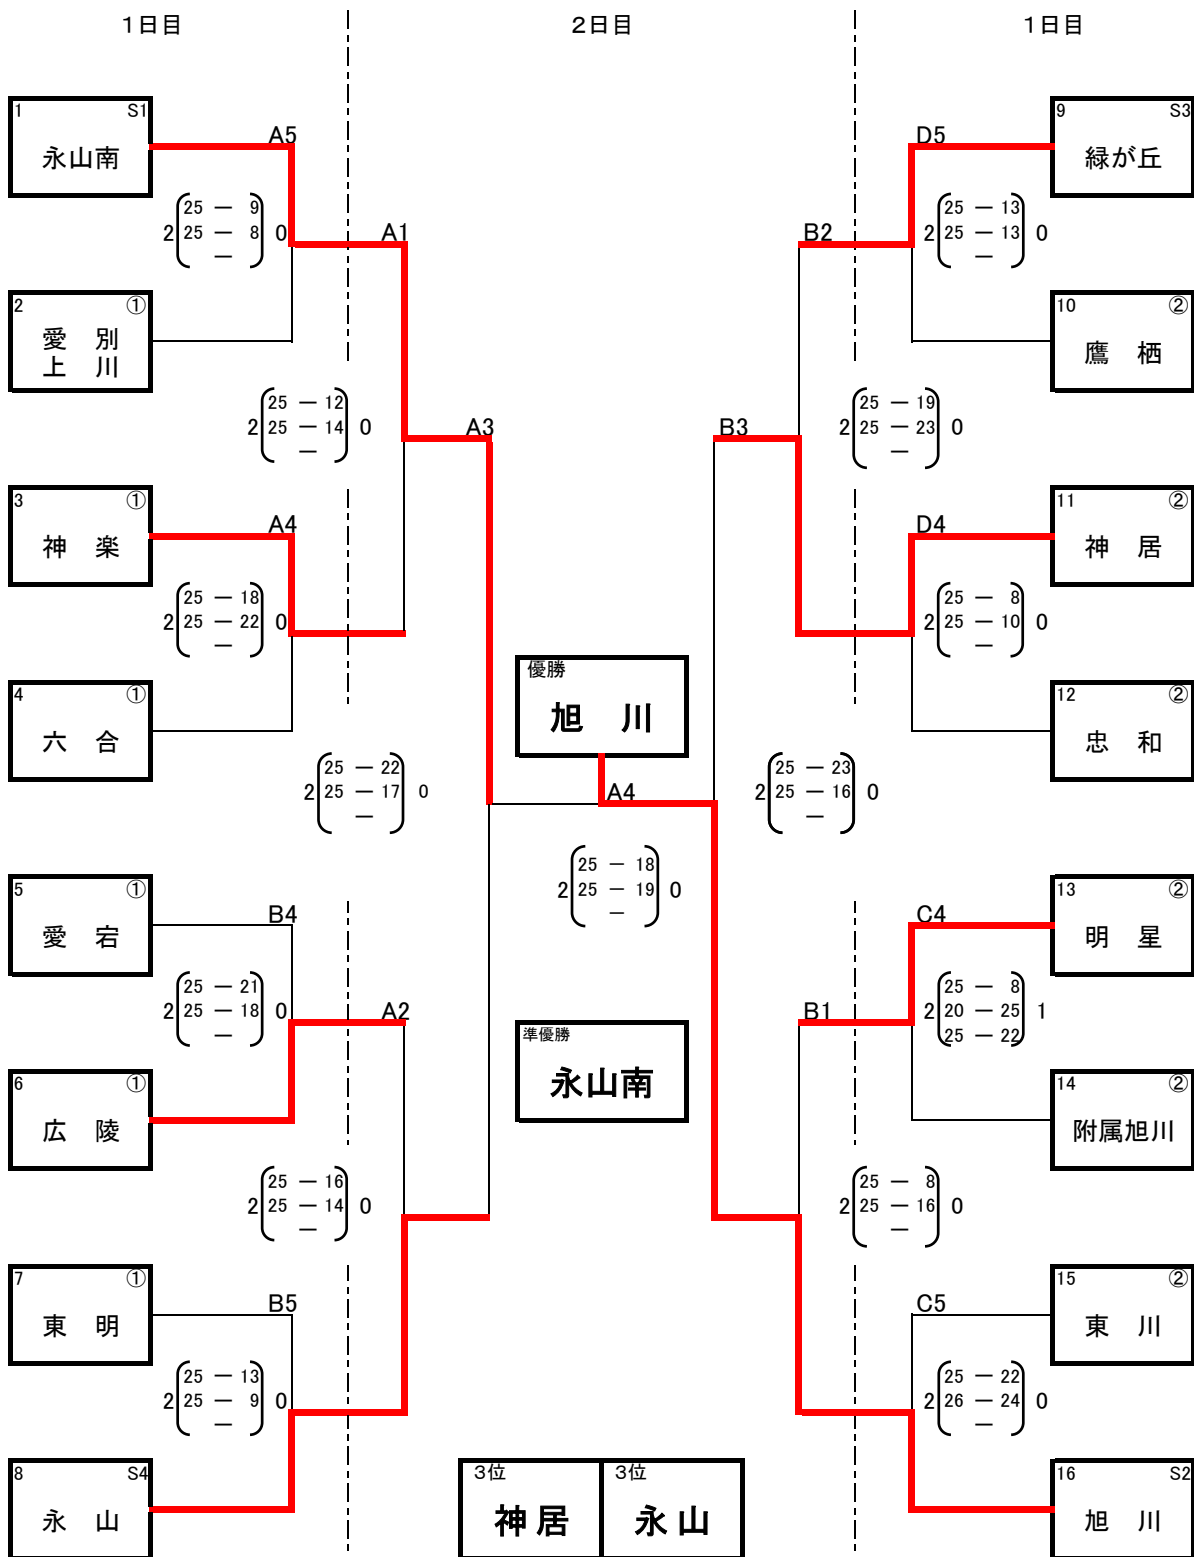 1日目
2日目
1日目
1 S1
永山南
A5
2 25 ー 9 0
25 ー 8
ー
A1
2 ①
愛 別
上 川
2 25 ー 12 0
25 ー 14
ー
A3
3 ①
神 楽
A4
2 25 ー 18 0
25 ー 22
ー
4 ①
六 合
2 25 ー 22 0
25 ー 17
ー
5 ①
愛 宕
B4
2 25 ー 21 0
25 ー 18
ー
A2
6 ①
広 陵
2 25 ー 16 0
25 ー 14
ー
7 ①
東 明
B5
2 25 ー 13 0
25 ー 9
ー
8 S4
永 山
優勝
旭 川
A4
2 25 ー 18 0
25 ー 19
ー
準優勝
永山南
3位
神居
3位
永山
9 S3
緑が丘
D5
2 25 ー 13 0
25 ー 13
ー
B2
10 ②
鷹 栖
2 25 ー 19 0
25 ー 23
ー
B3
11 ②
神 居
D4
2 25 ー 8 0
25 ー 10
ー
12 ②
忠 和
2 25 ー 23 0
25 ー 16
ー
13 ②
明 星
C4
2 25 ー 8 1
20 ー 25
25 ー 22
B1
14 ②
附属旭川
2 25 ー 8 0
25 ー 16
ー
15 ②
東 川
C5
2 25 ー 22 0
26 ー 24
ー
16 S2
旭 川